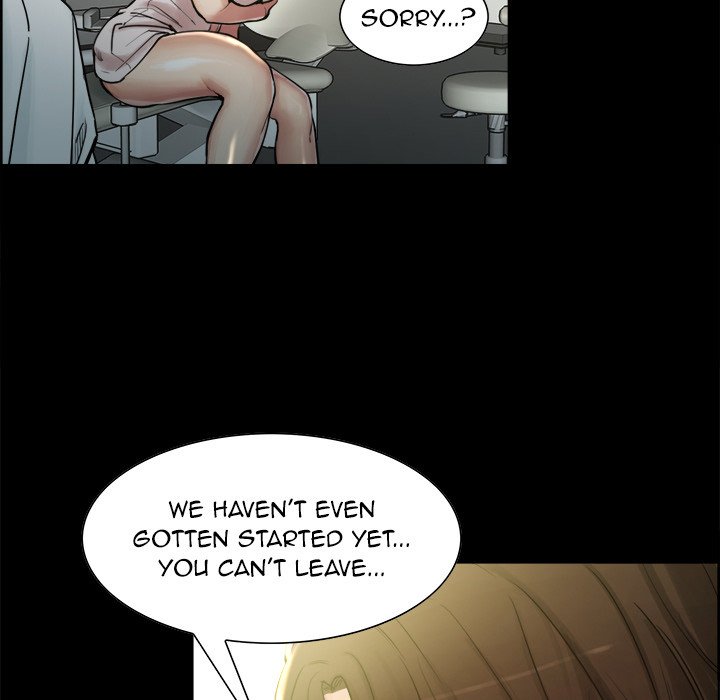 SORRY...?
WE HAVEN'T EVEN
GOTTEN STARTED YET...
YOU CAN'T LEAVE...